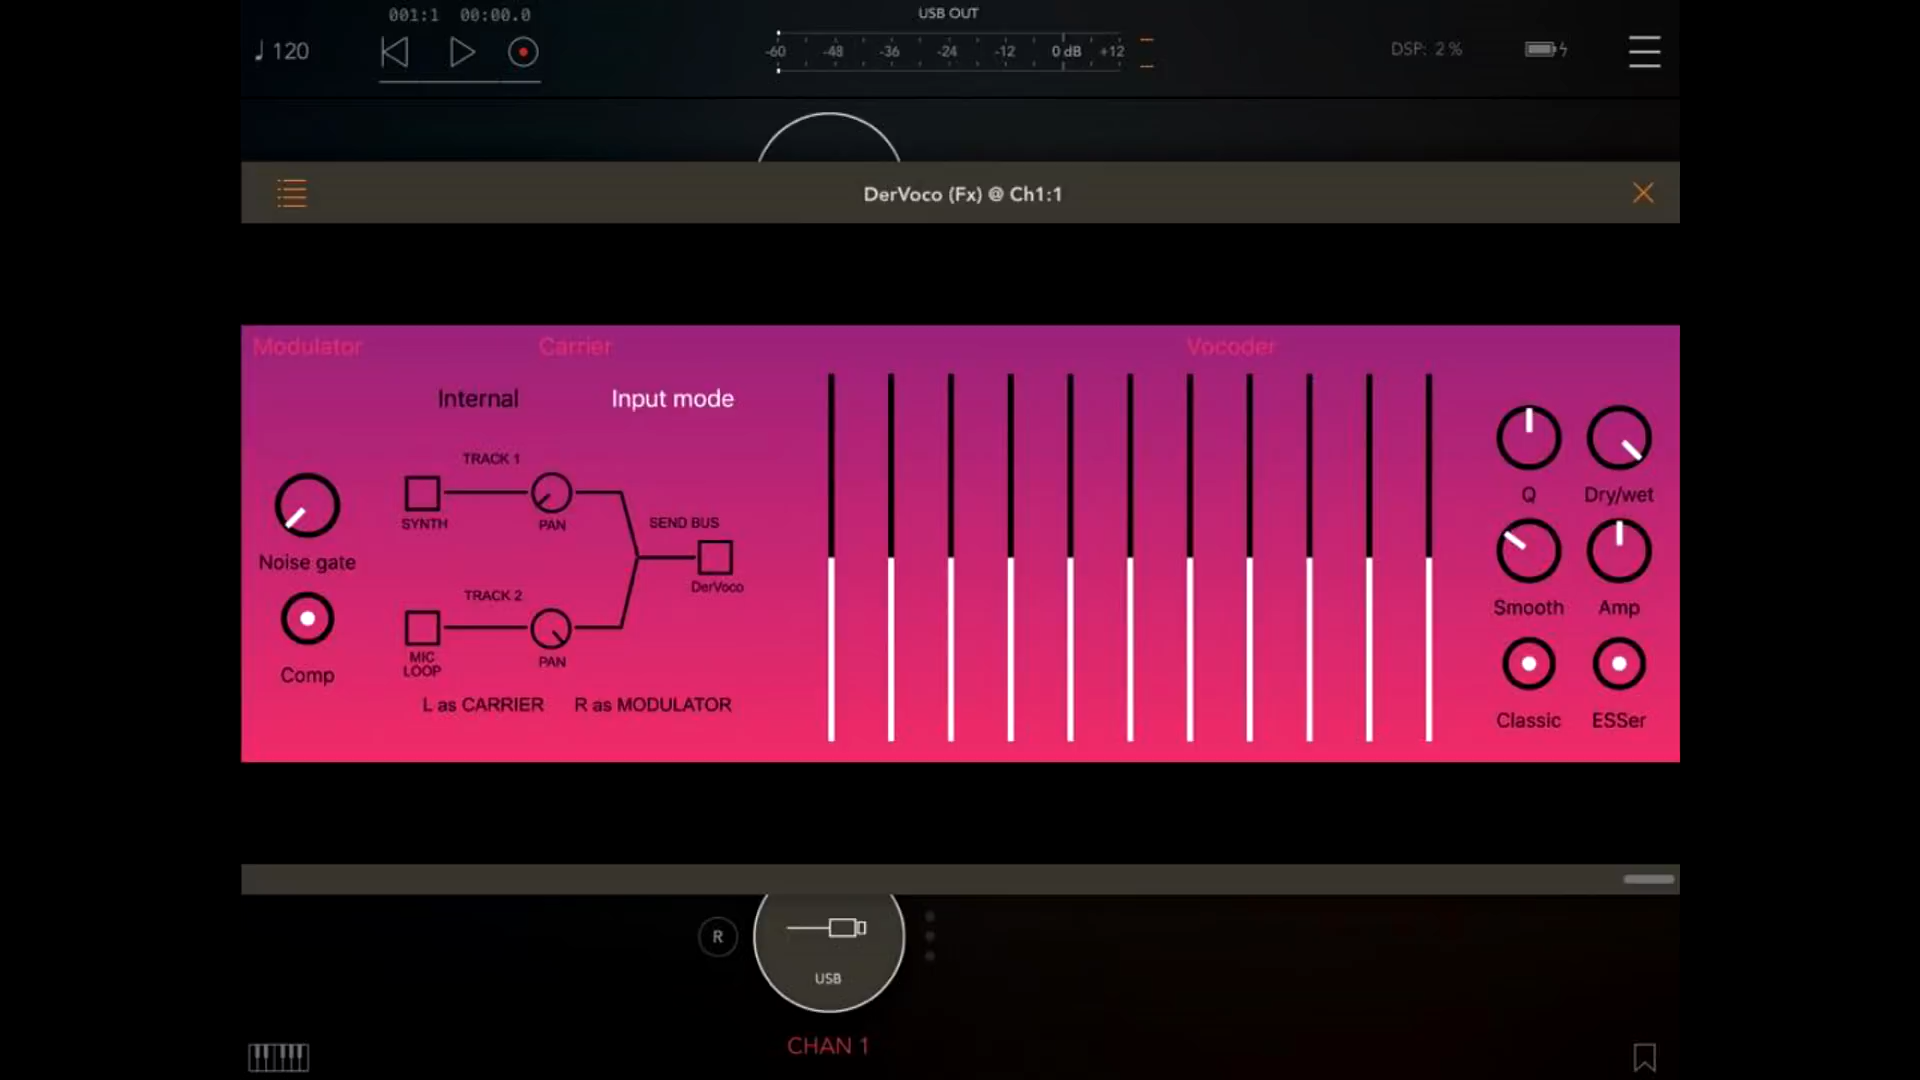 001:1 00:00.0
USB OUT
♩ 120
-60 -48 -36 -24 -12 0 dB +12
DSP: 2 %
DerVoco (Fx) @ Ch1:1
Modulator
Carrier
Vocoder
Internal
Input mode
TRACK 1
SYNTH
PAN
SEND BUS
DerVoco
TRACK 2
MIC
LOOP
PAN
L as CARRIER
R as MODULATOR
Noise gate
Comp
Q
Dry/wet
Smooth
Amp
Classic
ESSer
R
USB
CHAN 1